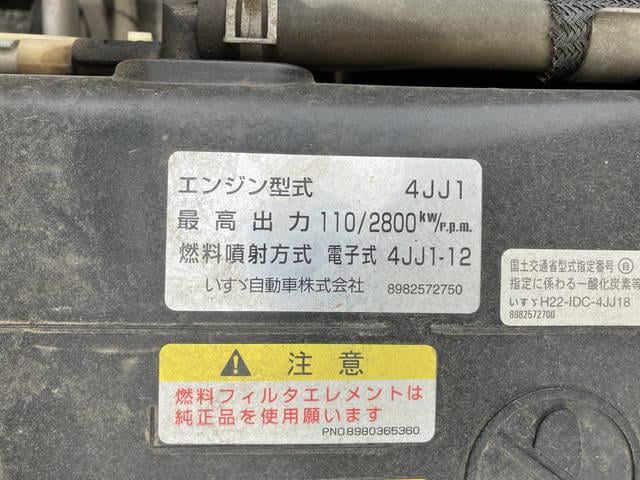 エンジン型式 4JJ1
最高出力 110/2800kW/r.p.m.
燃料噴射方式 電子式 4JJ1-12
いすゞ自動車株式会社 8982572750
国土交通省型式指定番号 自
指定に係わる一酸化炭素等
いすゞH22-IDC-4JJ18
8982572700
注意
燃料フィルタエレメントは
純正品を使用願います
PNO.8980365360